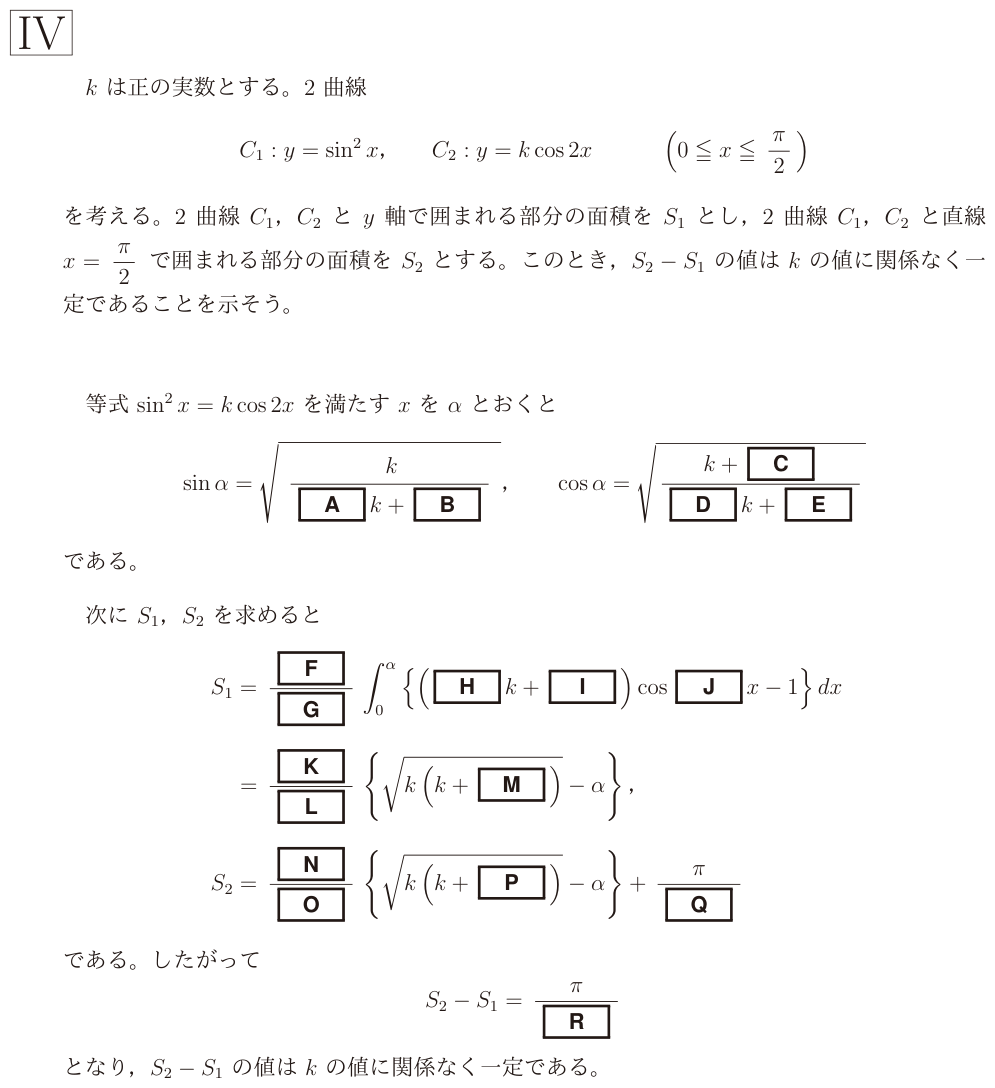 IV
k は正の実数とする。2 曲線
C₁ : y = sin² x,　C₂ : y = k cos 2x　(0 ≦ x ≦ π/2)
を考える。2 曲線 C₁，C₂ と y 軸で囲まれる部分の面積を S₁ とし，2 曲線 C₁，C₂ と直線
x = π/2 で囲まれる部分の面積を S₂ とする。このとき，S₂ − S₁ の値は k の値に関係なく一
定であることを示そう。
等式 sin² x = k cos 2x を満たす x を α とおくと
sin α = √(k / ([A] k + [B])) ，　cos α = √((k + [C]) / ([D] k + [E]))
である。
次に S₁，S₂ を求めると
S₁ = [F]/[G] ∫₀^α {([H] k + [I]) cos [J] x − 1} dx
= [K]/[L] {√(k (k + [M])) − α} ，
S₂ = [N]/[O] {√(k (k + [P])) − α} + π/[Q]
である。したがって
S₂ − S₁ = π/[R]
となり，S₂ − S₁ の値は k の値に関係なく一定である。